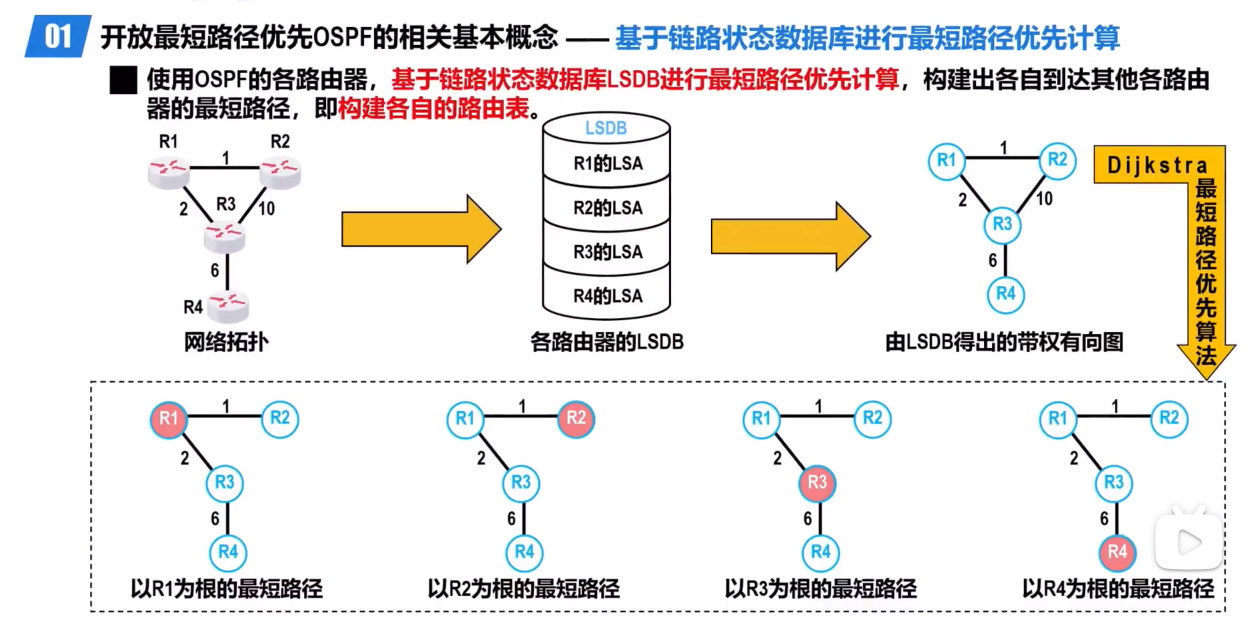 01 开放最短路径优先OSPF的相关基本概念 —— 基于链路状态数据库进行最短路径优先计算
使用OSPF的各路由器，基于链路状态数据库LSDB进行最短路径优先计算，构建出各自到达其他各路由
器的最短路径，即构建各自的路由表。
R1
R2
1
2
R3
10
6
R4
网络拓扑
LSDB
R1的LSA
R2的LSA
R3的LSA
R4的LSA
各路由器的LSDB
R1
1
R2
2
10
R3
6
R4
由LSDB得出的带权有向图
Dijkstra
最短路径优先算法
R1
1
R2
2
R3
6
R4
以R1为根的最短路径
R1
1
R2
2
R3
6
R4
以R2为根的最短路径
R1
1
R2
2
R3
6
R4
以R3为根的最短路径
R1
1
R2
2
R3
6
R4
以R4为根的最短路径